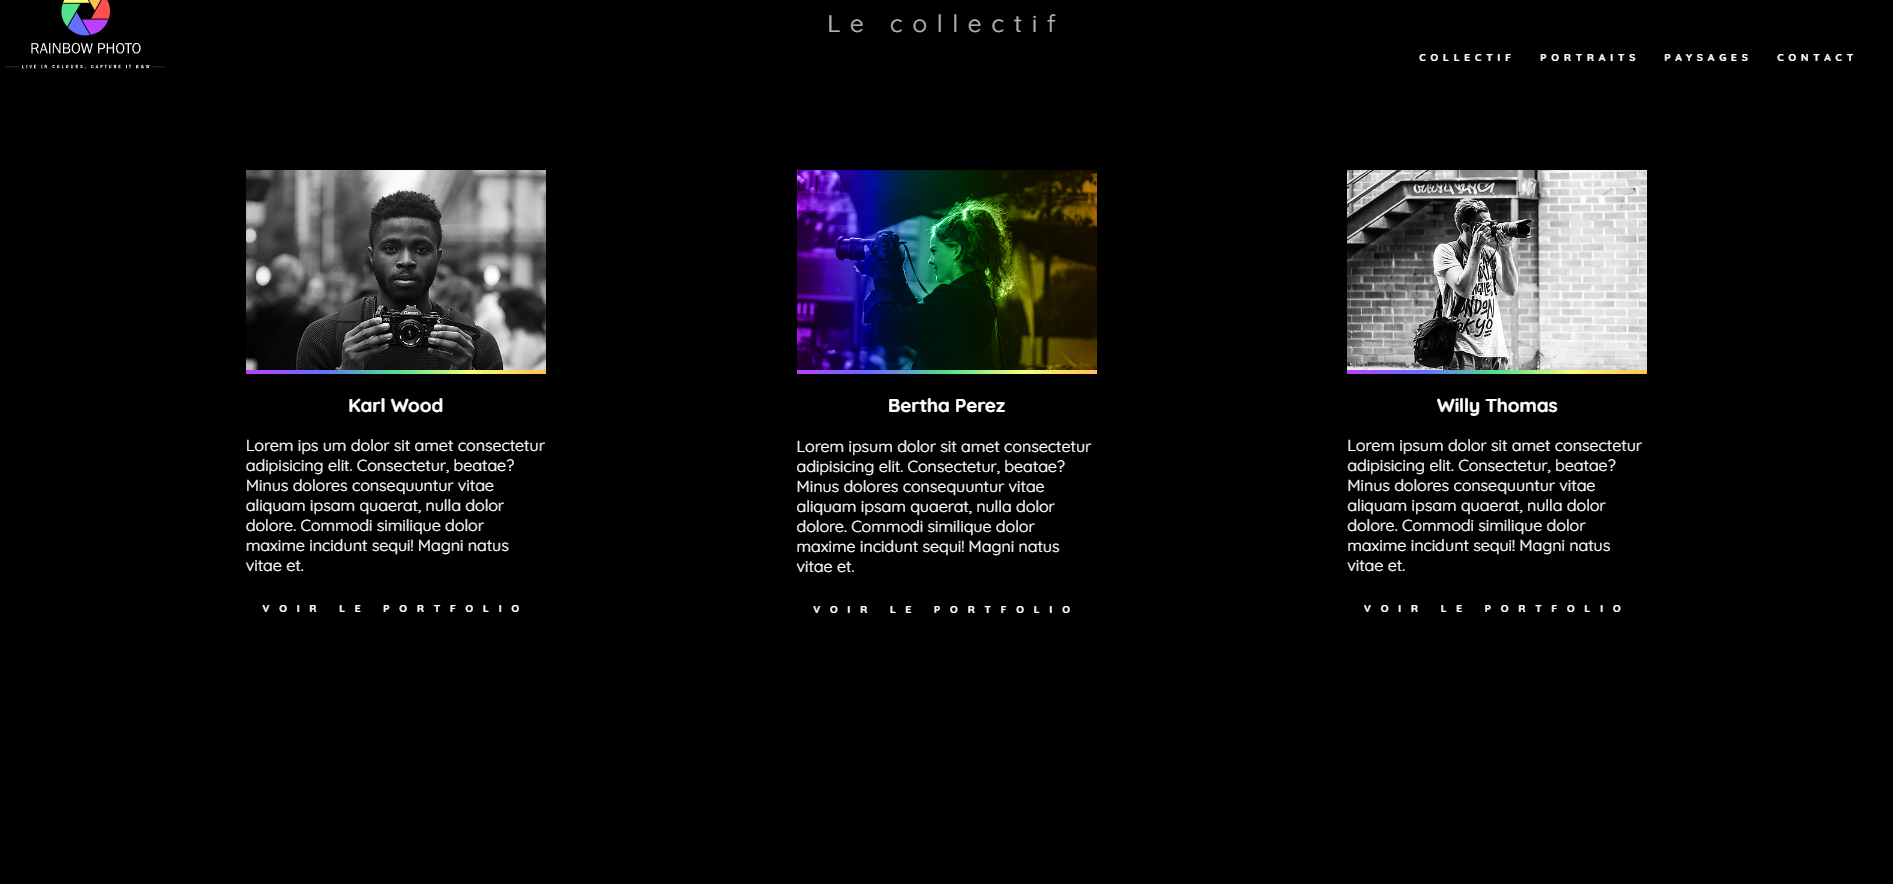 Le collectif
RAINBOW PHOTO
LIVE IN COLOURS, CAPTURE IT NOW
COLLECTIF PORTRAITS PAYSAGES CONTACT
Karl Wood
Lorem ips um dolor sit amet consectetur
adipisicing elit. Consectetur, beatae?
Minus dolores consequuntur vitae
aliquam ipsam quaerat, nulla dolor
dolore. Commodi similique dolor
maxime incidunt sequi! Magni natus
vitae et.
VOIR LE PORTFOLIO
Bertha Perez
Lorem ipsum dolor sit amet consectetur
adipisicing elit. Consectetur, beatae?
Minus dolores consequuntur vitae
aliquam ipsam quaerat, nulla dolor
dolore. Commodi similique dolor
maxime incidunt sequi! Magni natus
vitae et.
VOIR LE PORTFOLIO
Willy Thomas
Lorem ipsum dolor sit amet consectetur
adipisicing elit. Consectetur, beatae?
Minus dolores consequuntur vitae
aliquam ipsam quaerat, nulla dolor
dolore. Commodi similique dolor
maxime incidunt sequi! Magni natus
vitae et.
VOIR LE PORTFOLIO